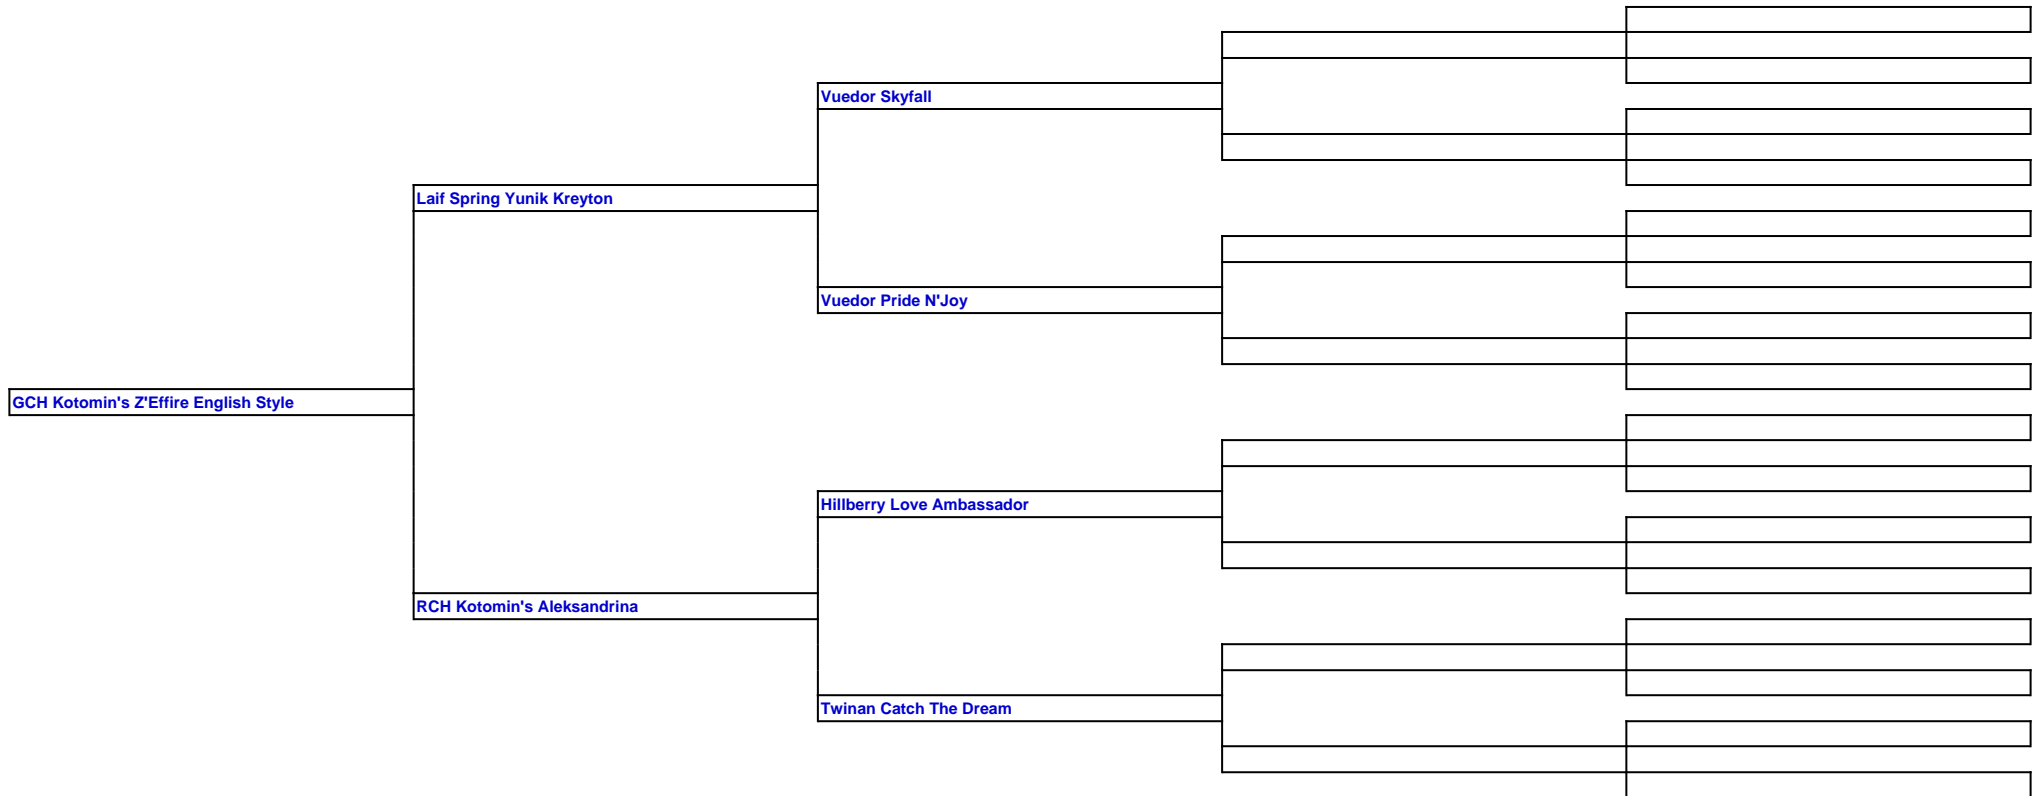 Vuedor Skyfall
Laif Spring Yunik Kreyton
Vuedor Pride N'Joy
GCH Kotomin's Z'Effire English Style
Hillberry Love Ambassador
RCH Kotomin's Aleksandrina
Twinan Catch The Dream